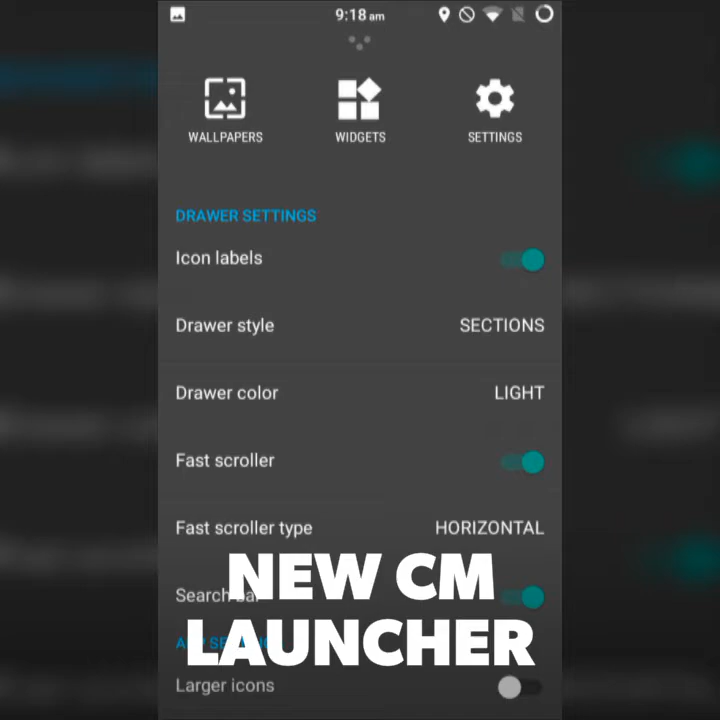 9:18 am
WALLPAPERS WIDGETS SETTINGS
DRAWER SETTINGS
Icon labels
Drawer style SECTIONS
Drawer color LIGHT
Fast scroller
Fast scroller type HORIZONTAL
NEW CM
Search bar
LAUNCHER
Larger icons